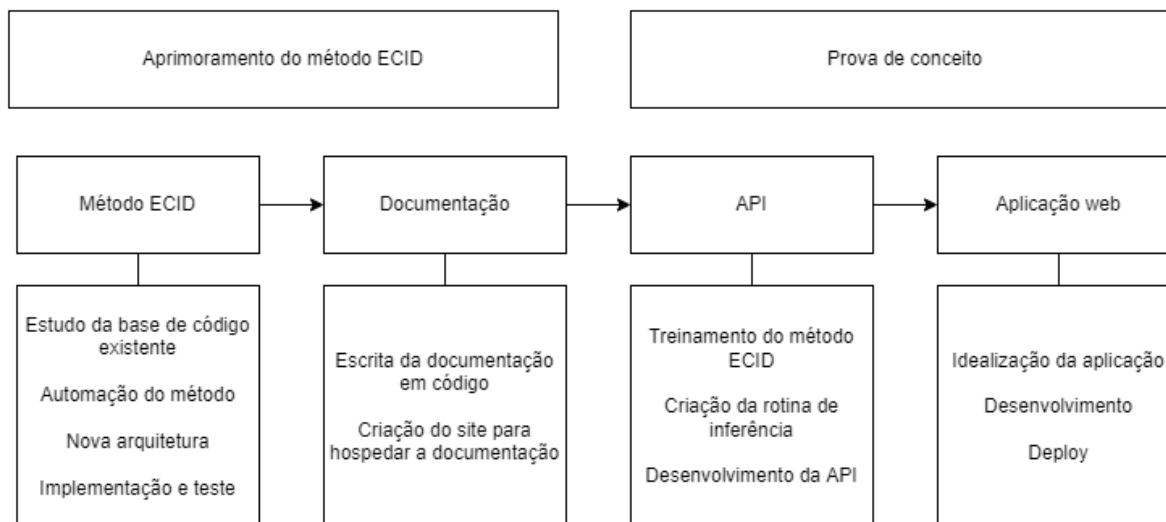 Aprimoramento do método ECID
Prova de conceito
Método ECID
Documentação
API
Aplicação web
Estudo da base de código
existente
Automação do método
Nova arquitetura
Implementação e teste
Escrita da documentação
em código
Criação do site para
hospedar a documentação
Treinamento do método
ECID
Criação da rotina de
inferência
Desenvolvimento da API
Idealização da aplicação
Desenvolvimento
Deploy